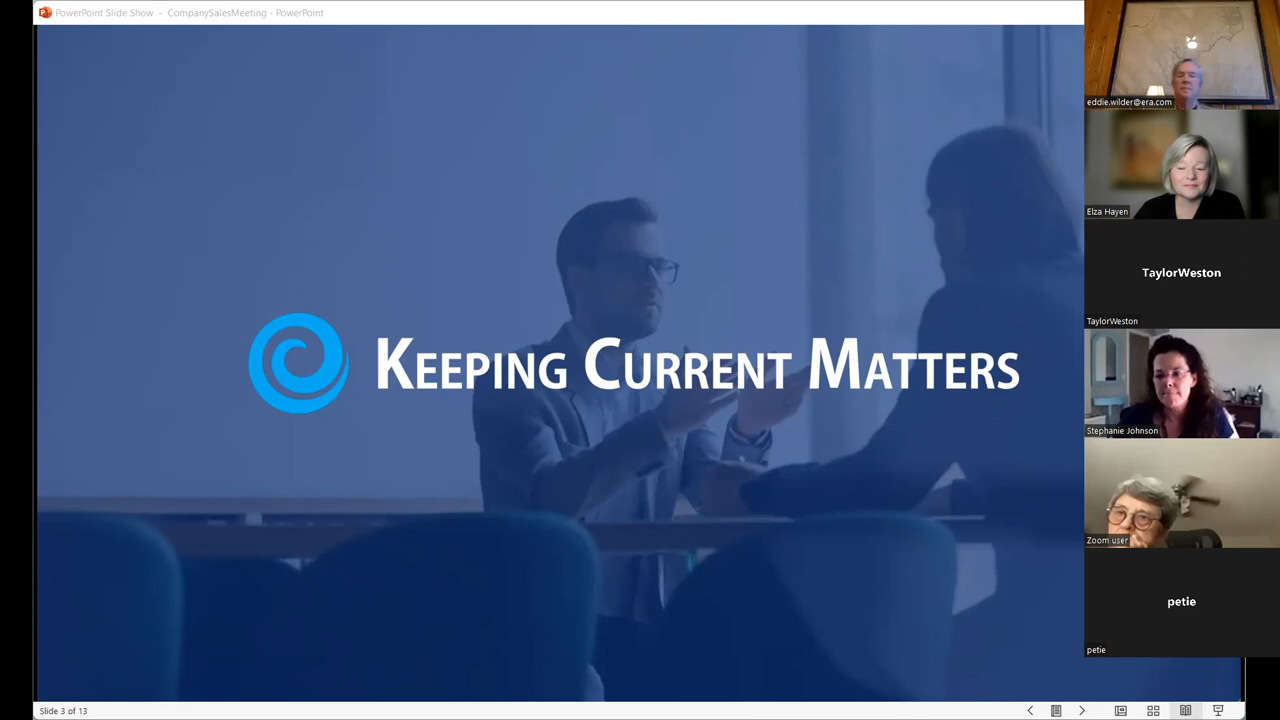 PowerPoint Slide Show - CompanySalesMeeting - PowerPoint
KEEPING CURRENT MATTERS
eddie.wilder@era.com
Elza Hayen
TaylorWeston
TaylorWeston
Stephanie Johnson
Zoom user
petie
petie
Slide 3 of 13